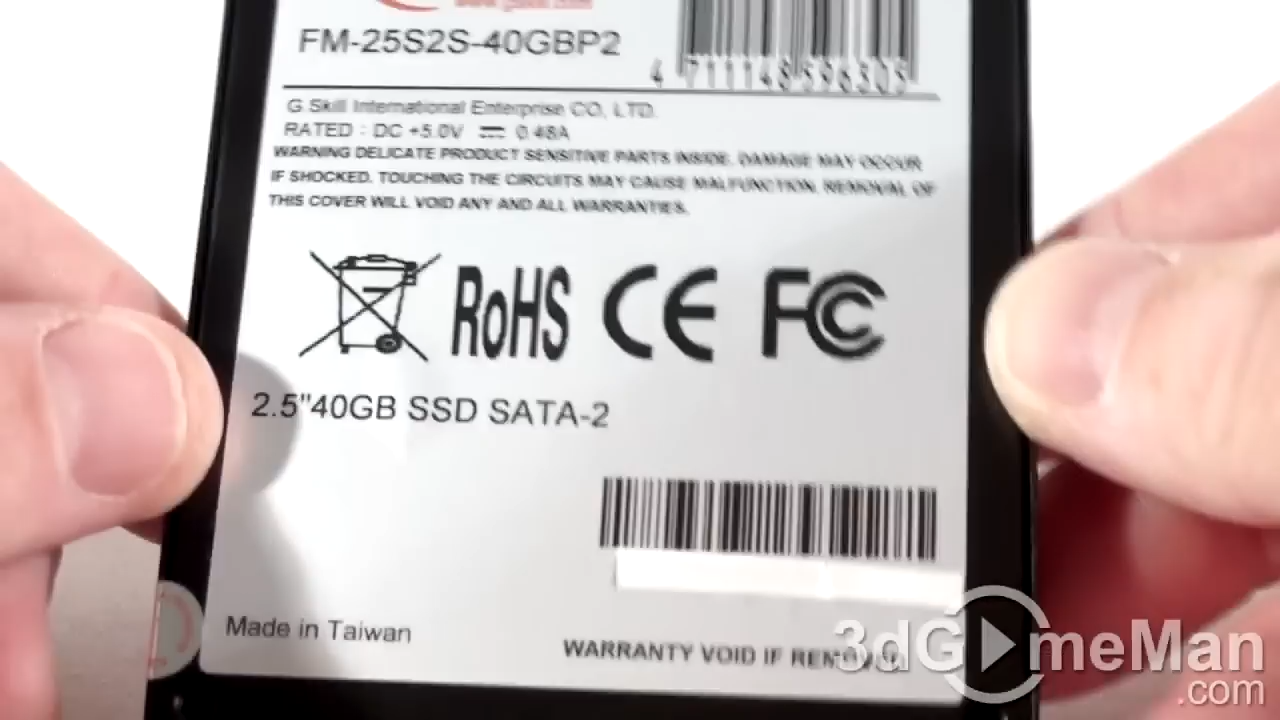 FM-25S2S-40GBP2
4 711148 596305
G Skill International Enterprise CO, LTD.
RATED : DC +5.0V 0.48A
WARNING DELICATE PRODUCT SENSITIVE PARTS INSIDE. DAMAGE MAY OCCUR
IF SHOCKED. TOUCHING THE CIRCUITS MAY CAUSE MALFUNCTION. REMOVAL OF
THIS COVER WILL VOID ANY AND ALL WARRANTIES.
RoHS CE FC
2.5"40GB SSD SATA-2
Made in Taiwan
WARRANTY VOID IF REMOVED
3dGameMan
.com